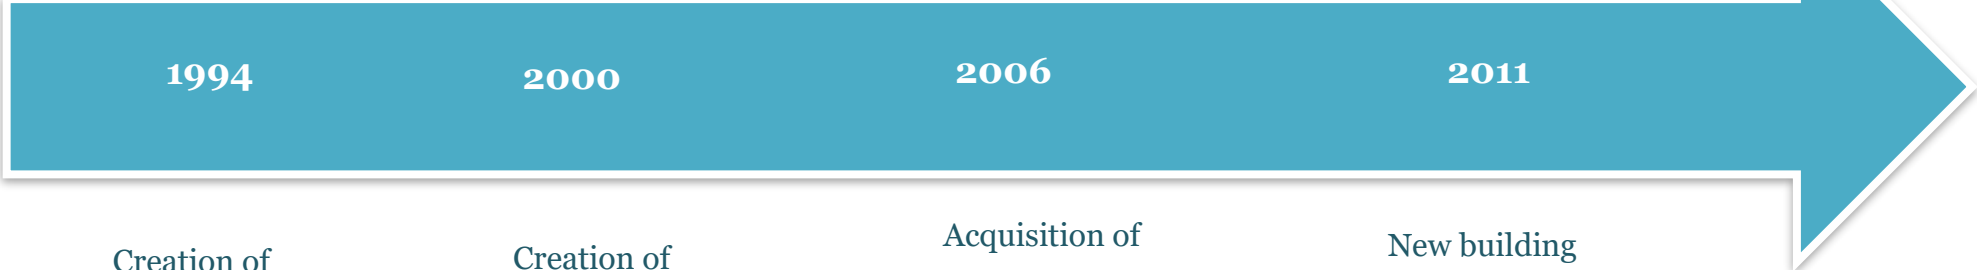 1994
2000
2006
2011
Creation of
Creation of
Acquisition of
New building